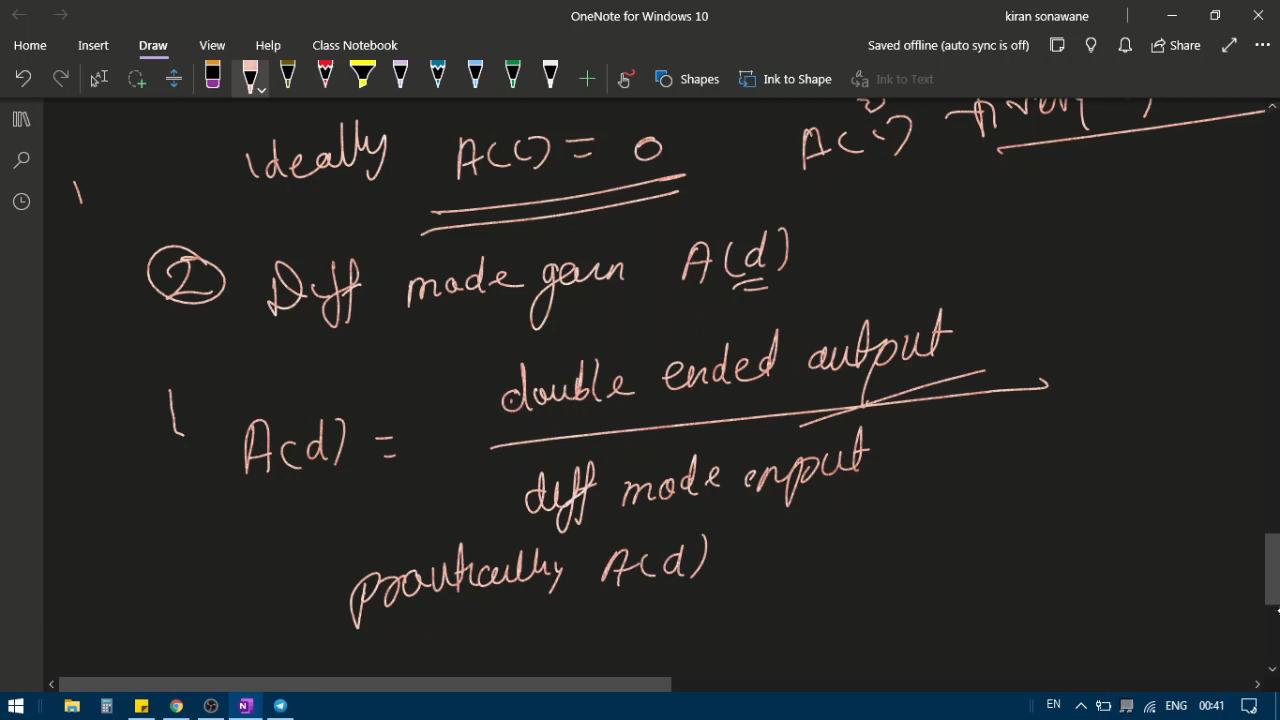 OneNote for Windows 10
kiran sonawane
Home Insert Draw View Help Class Notebook
Saved offline (auto sync is off)
Share
Shapes
Ink to Shape
Ink to Text
Ideally A(c) = 0 A(c)
2 Diff mode gain A(d)
A(d) = double ended output
diff mode input
practically A(d)
EN
ENG 00:41